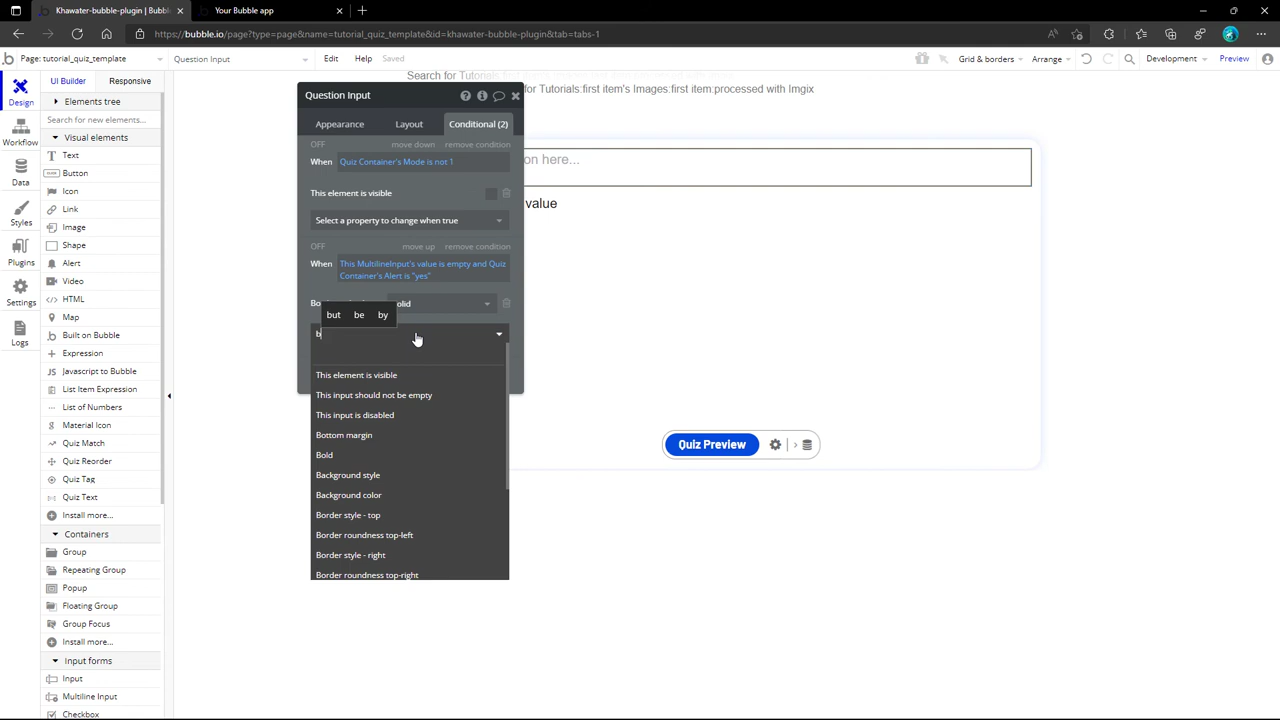 Khawater-bubble-plugin | Bubble
Your Bubble app
https://bubble.io/page?type=page&name=tutorial_quiz_template&id=khawater-bubble-plugin&tab=tabs-1
Page: tutorial_quiz_template
Question Input
Edit
Help
Saved
Grid & borders
Arrange
Development
Preview
Design
Workflow
Data
Styles
Plugins
Settings
Logs
UI Builder
Responsive
Elements tree
Search for new elements...
Visual elements
Text
Button
Icon
Link
Image
Shape
Alert
Video
HTML
Map
Built on Bubble
Expression
Javascript to Bubble
List Item Expression
List of Numbers
Material Icon
Quiz Match
Quiz Reorder
Quiz Tag
Quiz Text
Install more...
Containers
Group
Repeating Group
Popup
Floating Group
Group Focus
Install more...
Input forms
Input
Multiline Input
Checkbox
Search for Tutorials
for Tutorials:first item's Images:first item:processed with Imgix
Question Input
Appearance
Layout
Conditional (2)
OFF
move down
remove condition
When
Quiz Container's Mode is not 1
This element is visible
Select a property to change when true
OFF
move up
remove condition
When
This MultilineInput's value is empty and Quiz
Container's Alert is "yes"
but be by
b
This element is visible
This input should not be empty
This input is disabled
Bottom margin
Bold
Background style
Background color
Border style - top
Border roundness top-left
Border style - right
Border roundness top-right
on here...
value
Quiz Preview